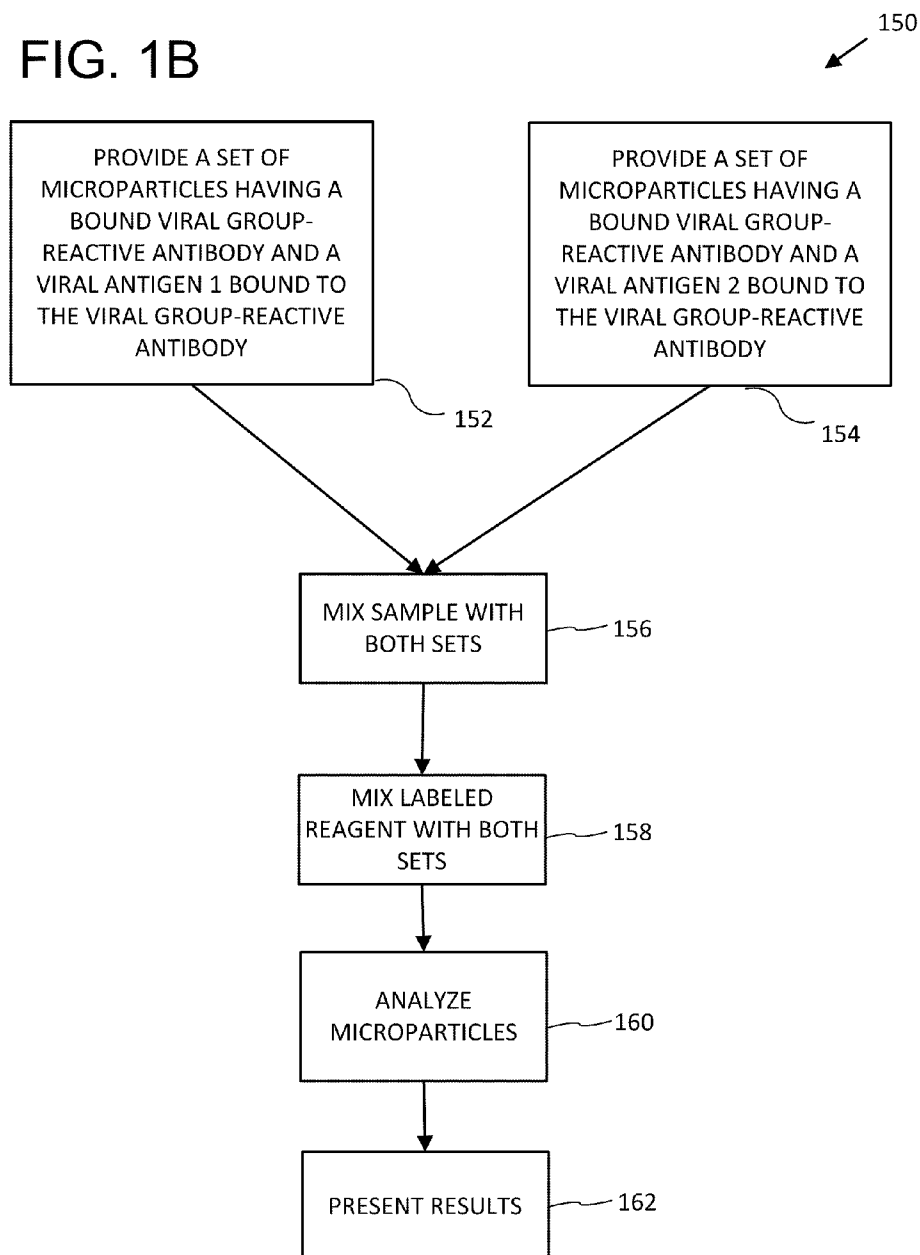 FIG. 1B
150
PROVIDE A SET OF
MICROPARTICLES HAVING A
BOUND VIRAL GROUP-
REACTIVE ANTIBODY AND A
VIRAL ANTIGEN 1 BOUND TO
THE VIRAL GROUP-REACTIVE
ANTIBODY
152
PROVIDE A SET OF
MICROPARTICLES HAVING A
BOUND VIRAL GROUP-
REACTIVE ANTIBODY AND A
VIRAL ANTIGEN 2 BOUND TO
THE VIRAL GROUP-REACTIVE
ANTIBODY
154
MIX SAMPLE WITH
BOTH SETS
156
MIX LABELED
REAGENT WITH BOTH
SETS
158
ANALYZE
MICROPARTICLES
160
PRESENT RESULTS
162